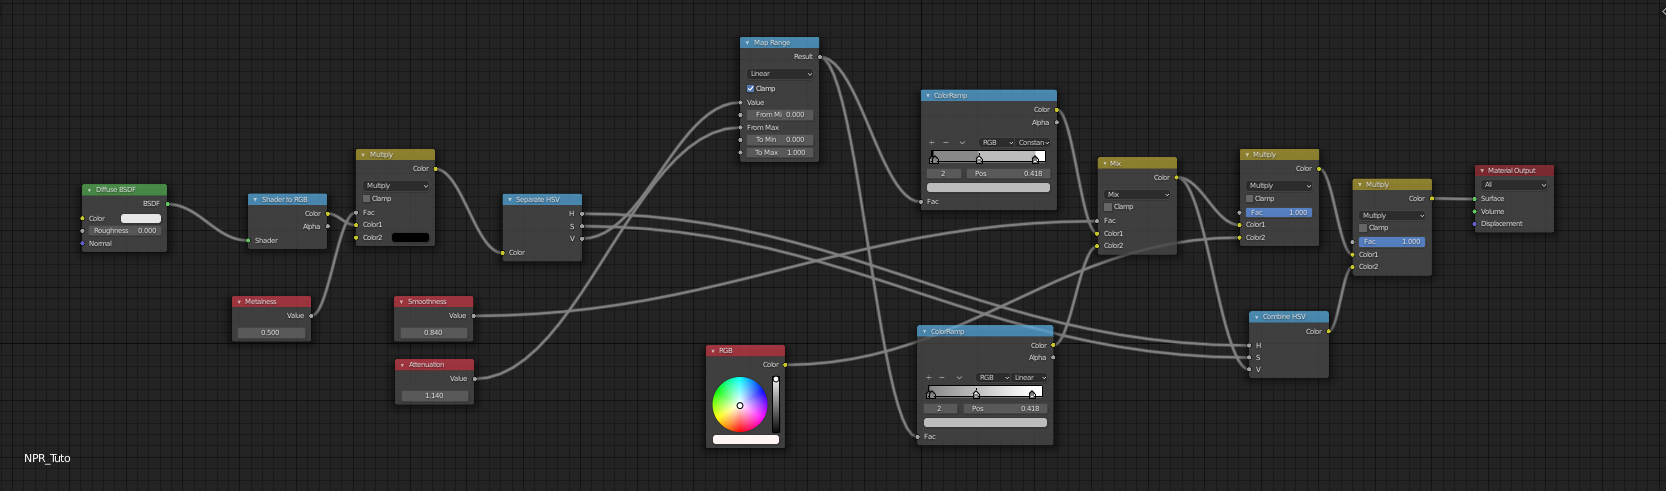 Diffuse BSDF
BSDF
Color
Roughness 0.000
Normal
Shader to RGB
Color
Alpha
Shader
Metalness
Value
0.500
Multiply
Color
Multiply
Clamp
Fac
Color1
Color2
Smoothness
Value
0.840
Attenuation
Value
1.140
Separate HSV
H
S
V
Color
Map Range
Result
Linear
Clamp
Value
From Mi 0.000
From Max
To Min 0.000
To Max 1.000
RGB
Color
ColorRamp
Color
Alpha
RGB Constan
2 Pos 0.418
Fac
ColorRamp
Color
Alpha
RGB Linear
2 Pos 0.418
Fac
Mix
Color
Mix
Clamp
Fac
Color1
Color2
Multiply
Color
Multiply
Clamp
Fac 1.000
Color1
Color2
Combine HSV
Color
H
S
V
Multiply
Color
Multiply
Clamp
Fac 1.000
Color1
Color2
Material Output
All
Surface
Volume
Displacement
NPR_Tuto